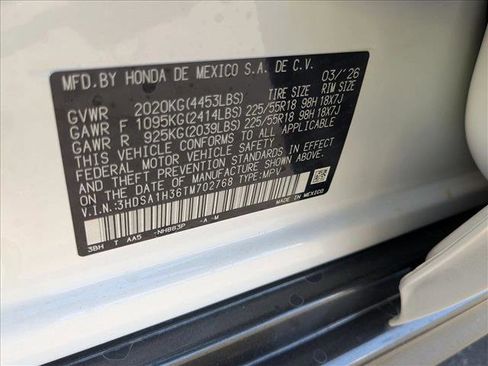 MFD.BY HONDA DE MEXICO S.A. DE C.V. 03/'26
TIRE SIZE RIM SIZE
GVWR 2020KG(4453LBS)
GAWR F 1095KG(2414LBS) 225/55R18 98H 18X7J
GAWR R 925KG(2039LBS) 225/55R18 98H 18X7J
THIS VEHICLE CONFORMS TO ALL APPLICABLE
FEDERAL MOTOR VEHICLE SAFETY AND THEFT
PREVENTION STANDARDS IN EFFECT ON THE
DATE OF MANUFACTURE SHOWN ABOVE.
V.I.N.:3HDSA1H36TM702768 TYPE:MPV
MADE
IN MEXICO
3BH T AA5 -NH883P -A-M